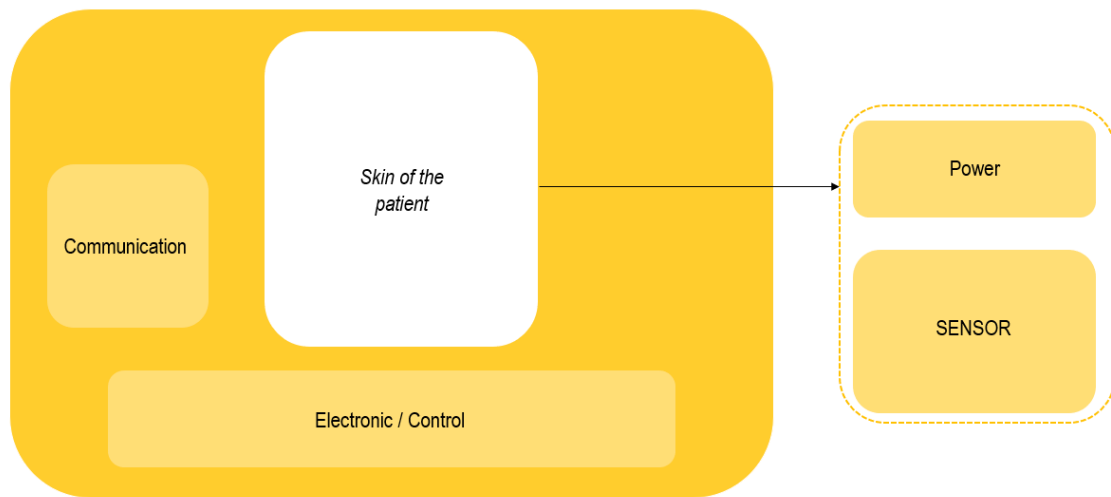 Skin of the
patient
Communication
Electronic / Control
Power
SENSOR